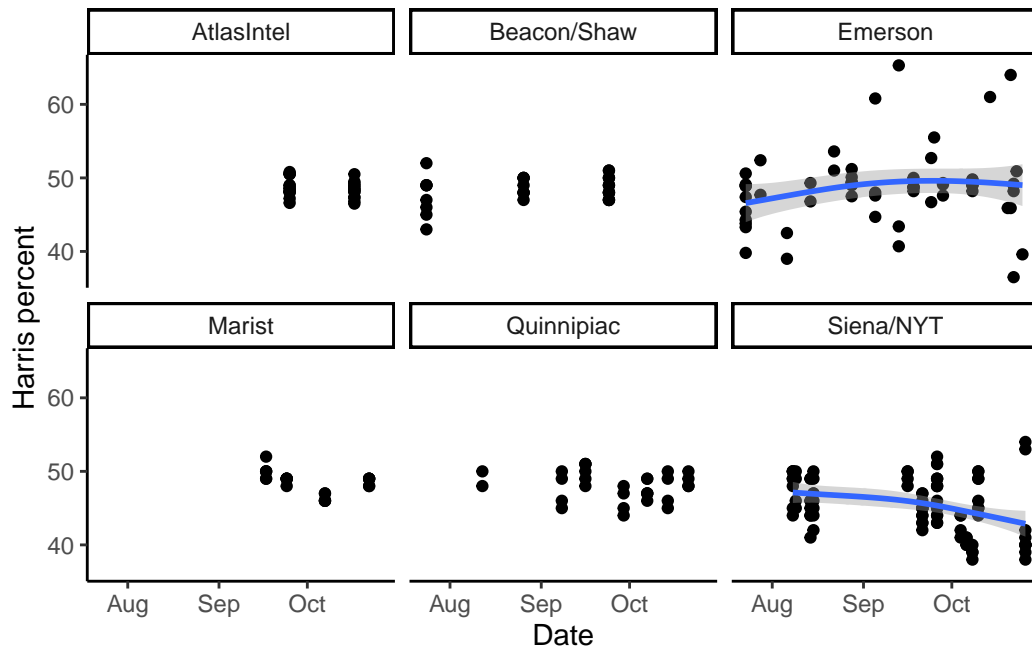 AtlasIntel Beacon/Shaw Emerson
60
50
40
Marist Quinnipiac Siena/NYT
60
50
40
Aug Sep Oct Aug Sep Oct Aug Sep Oct
Date
Harris percent